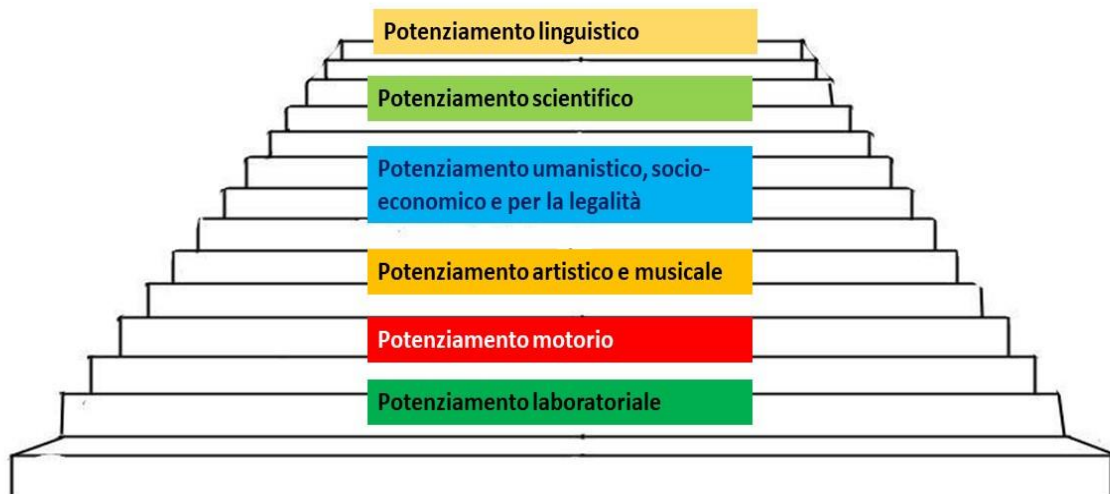 Potenziamento linguistico
Potenziamento scientifico
Potenziamento umanistico, socio-
economico e per la legalità
Potenziamento artistico e musicale
Potenziamento motorio
Potenziamento laboratoriale